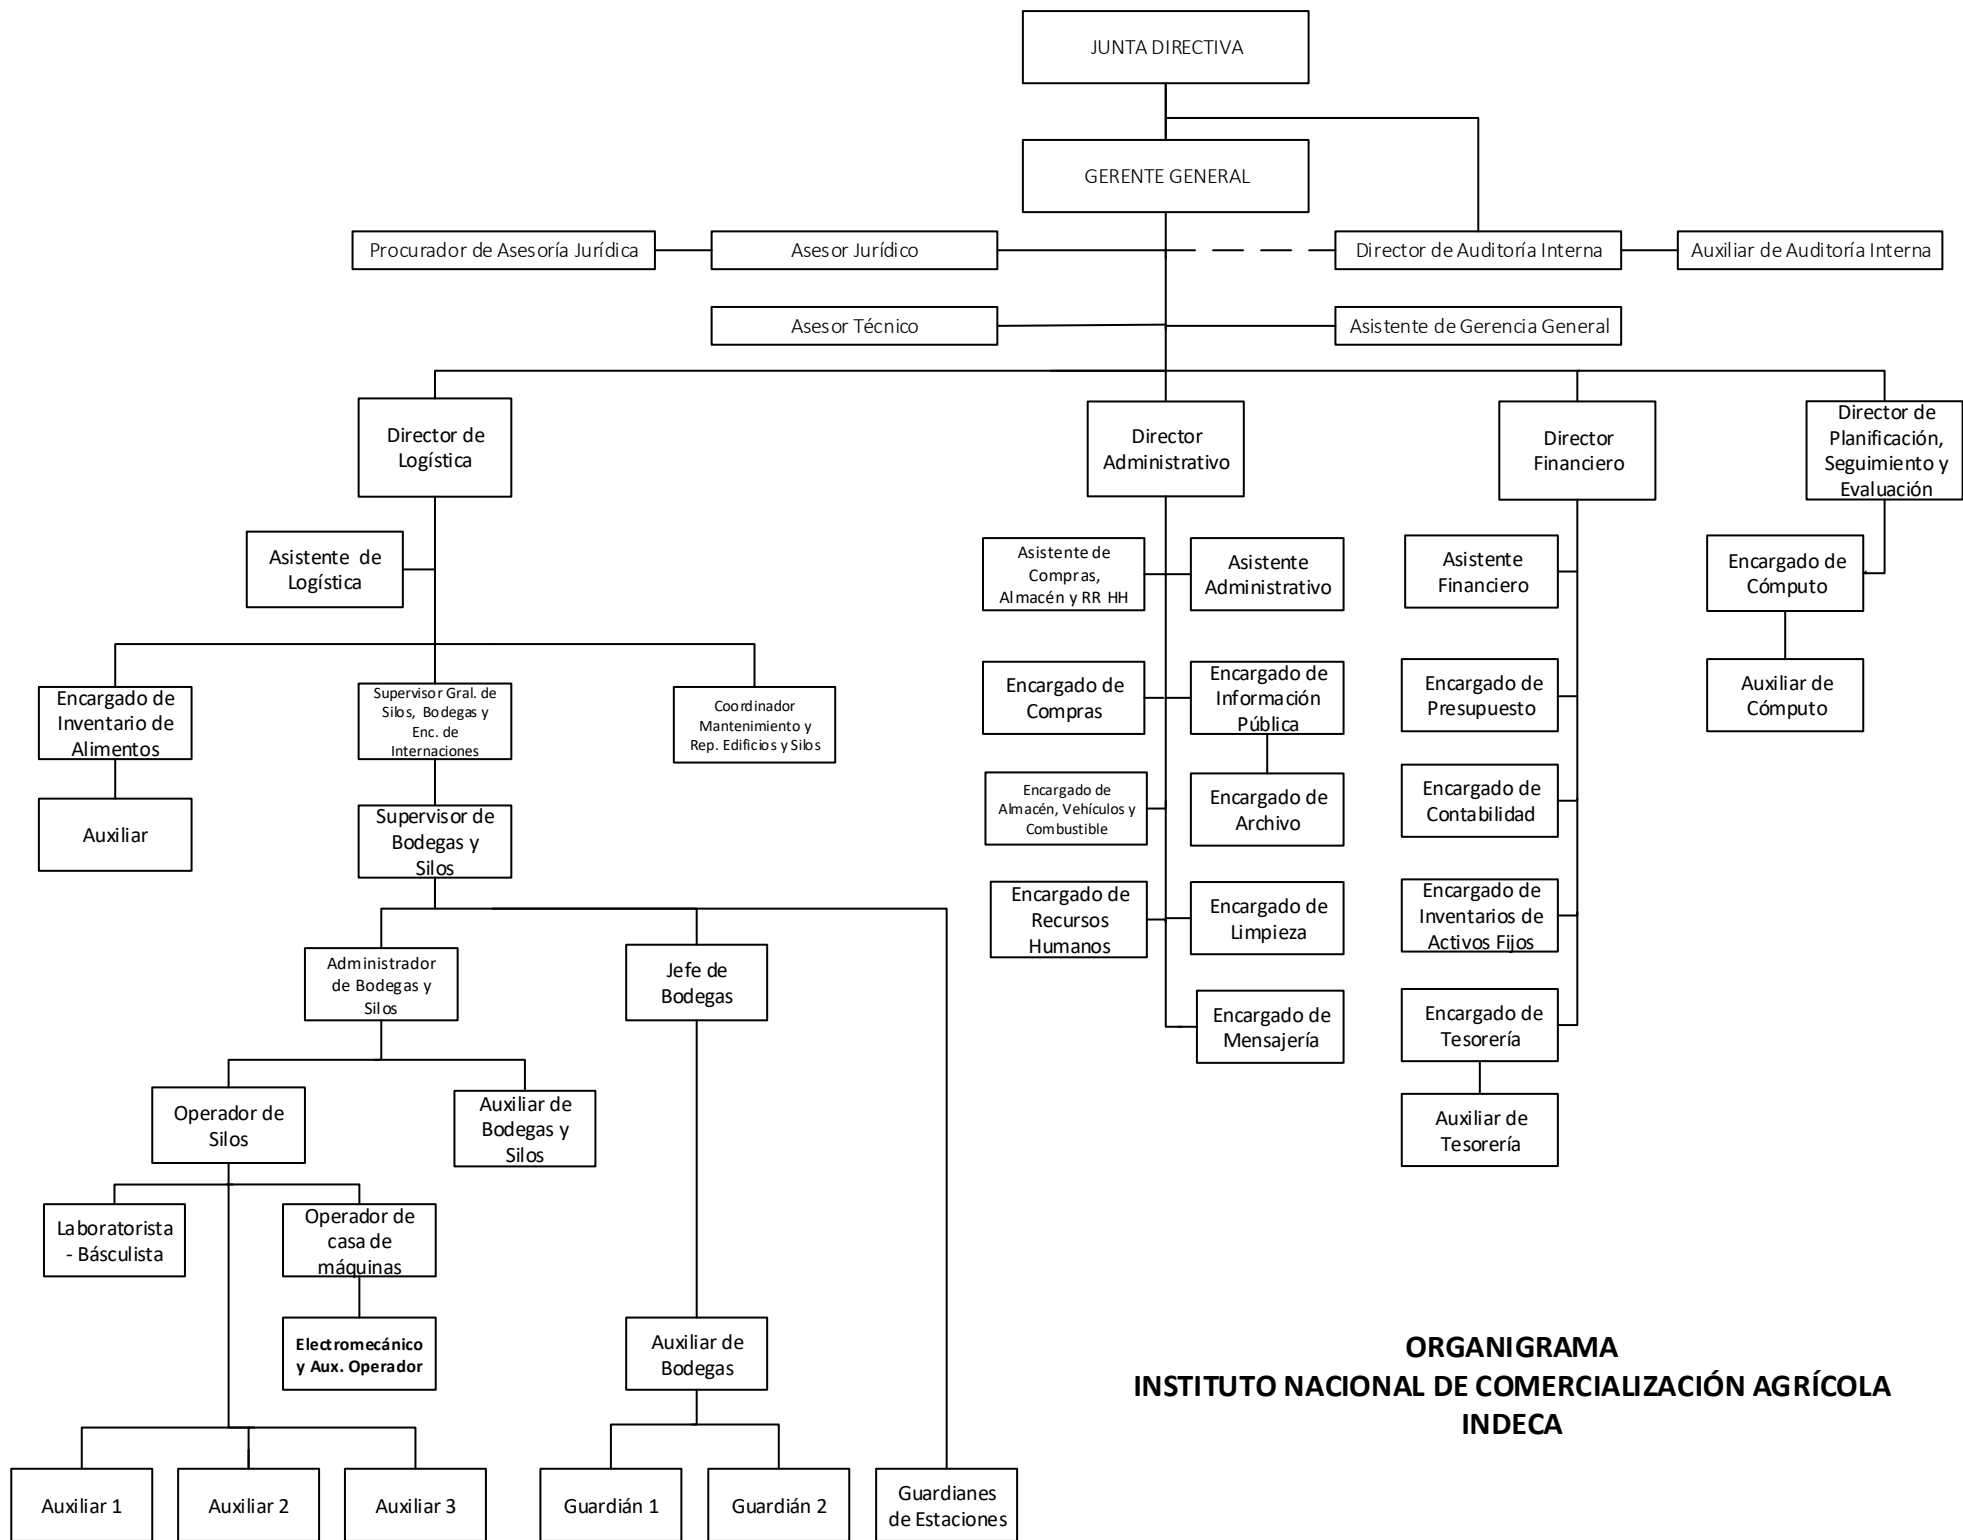 JUNTA DIRECTIVA
GERENTE GENERAL
Procurador de Asesoría Jurídica
Asesor Jurídico
Director de Auditoría Interna
Auxiliar de Auditoría Interna
Asesor Técnico
Asistente de Gerencia General
Director de
Logística
Director
Administrativo
Director
Financiero
Director de
Planificación,
Seguimiento y
Evaluación
Asistente de
Logística
Asistente de
Compras,
Almacén y RR HH
Asistente
Administrativo
Asistente
Financiero
Encargado de
Cómputo
Encargado de
Inventario de
Alimentos
Supervisor Gral. de
Silos, Bodegas y
Enc. de
Internaciones
Coordinador
Mantenimiento y
Rep. Edificios y Silos
Encargado de
Compras
Encargado de
Información
Pública
Encargado de
Presupuesto
Auxiliar de
Cómputo
Auxiliar
Supervisor de
Bodegas y
Silos
Encargado de
Almacén, Vehículos y
Combustible
Encargado de
Archivo
Encargado de
Contabilidad
Encargado de
Recursos
Humanos
Encargado de
Limpieza
Encargado de
Inventarios de
Activos Fijos
Administrador
de Bodegas y
Silos
Jefe de
Bodegas
Encargado de
Mensajería
Encargado de
Tesorería
Operador de
Silos
Auxiliar de
Bodegas y
Silos
Auxiliar de
Tesorería
Laboratorista
- Básculista
Operador de
casa de
máquinas
Electromecánico
y Aux. Operador
Auxiliar de
Bodegas
ORGANIGRAMA
INSTITUTO NACIONAL DE COMERCIALIZACIÓN AGRÍCOLA
INDECA
Auxiliar 1
Auxiliar 2
Auxiliar 3
Guardián 1
Guardián 2
Guardianes
de Estaciones